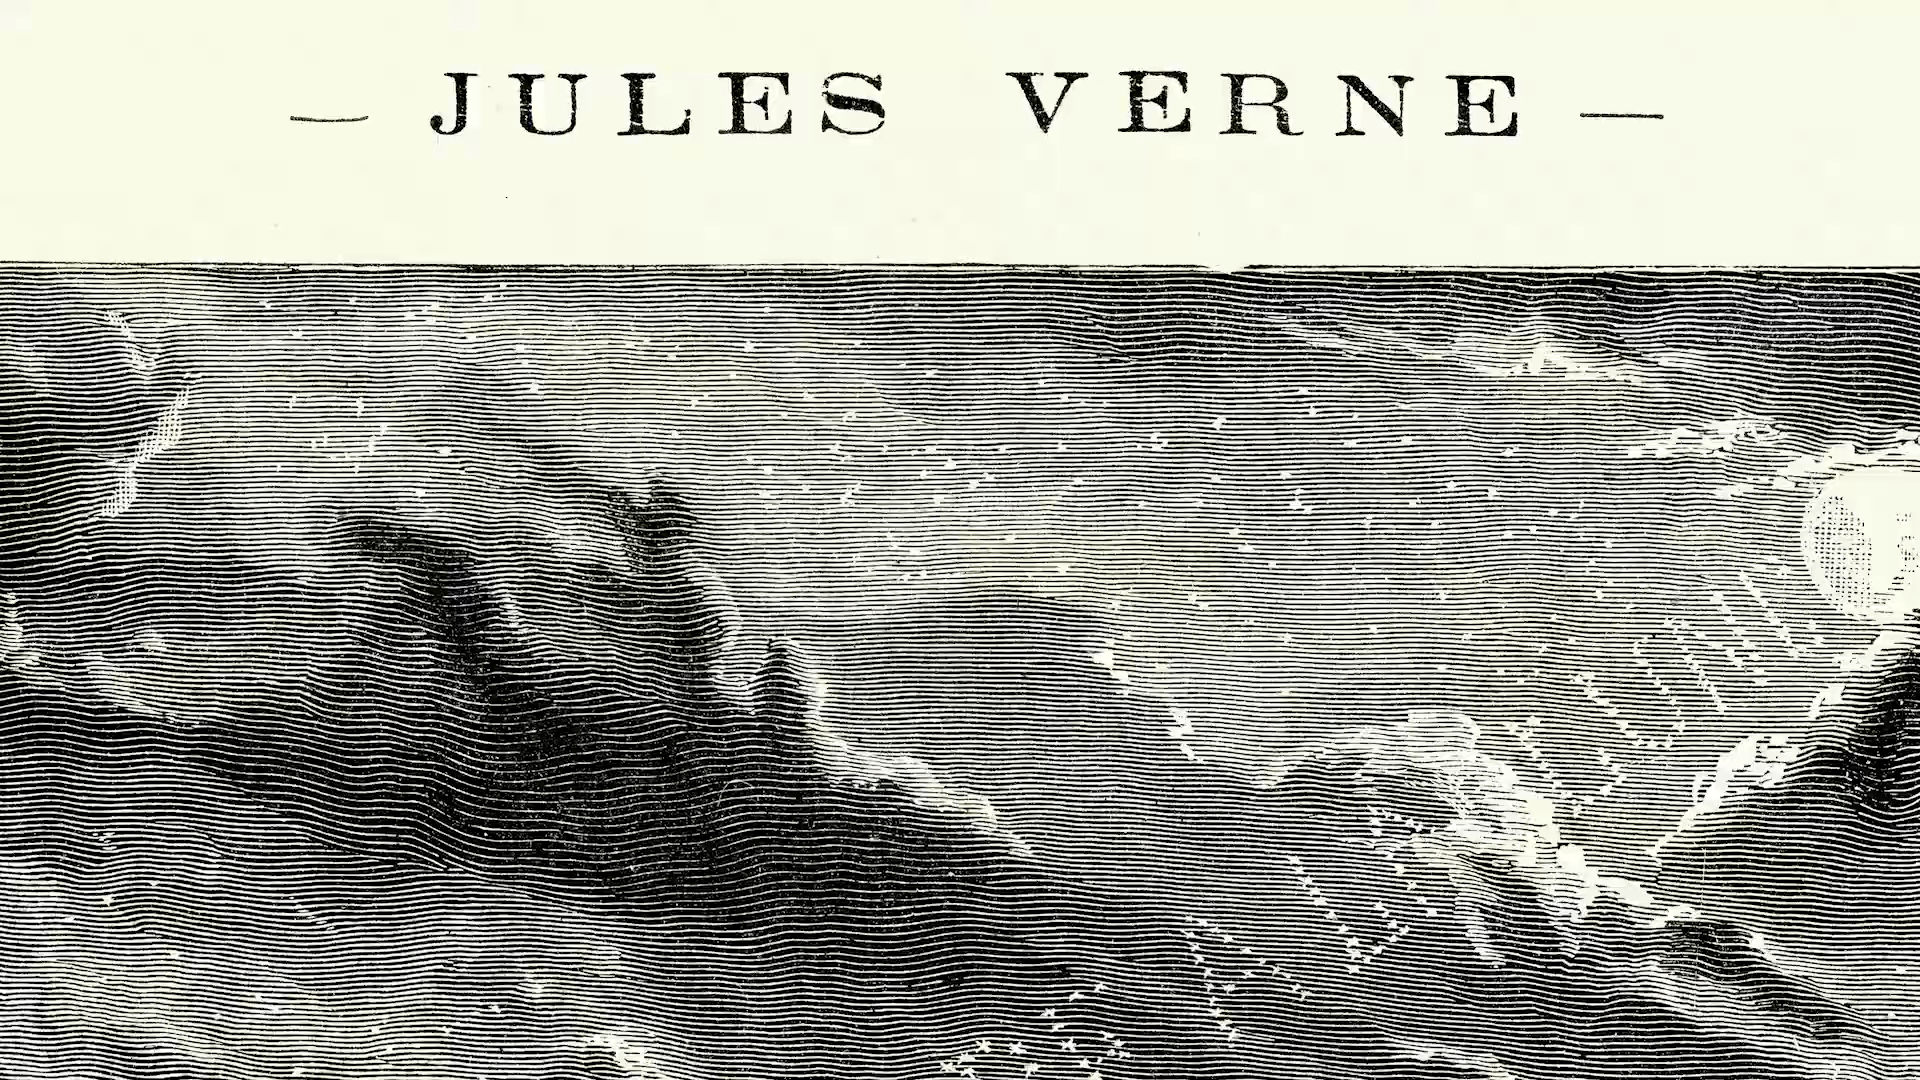 — JULES VERNE —